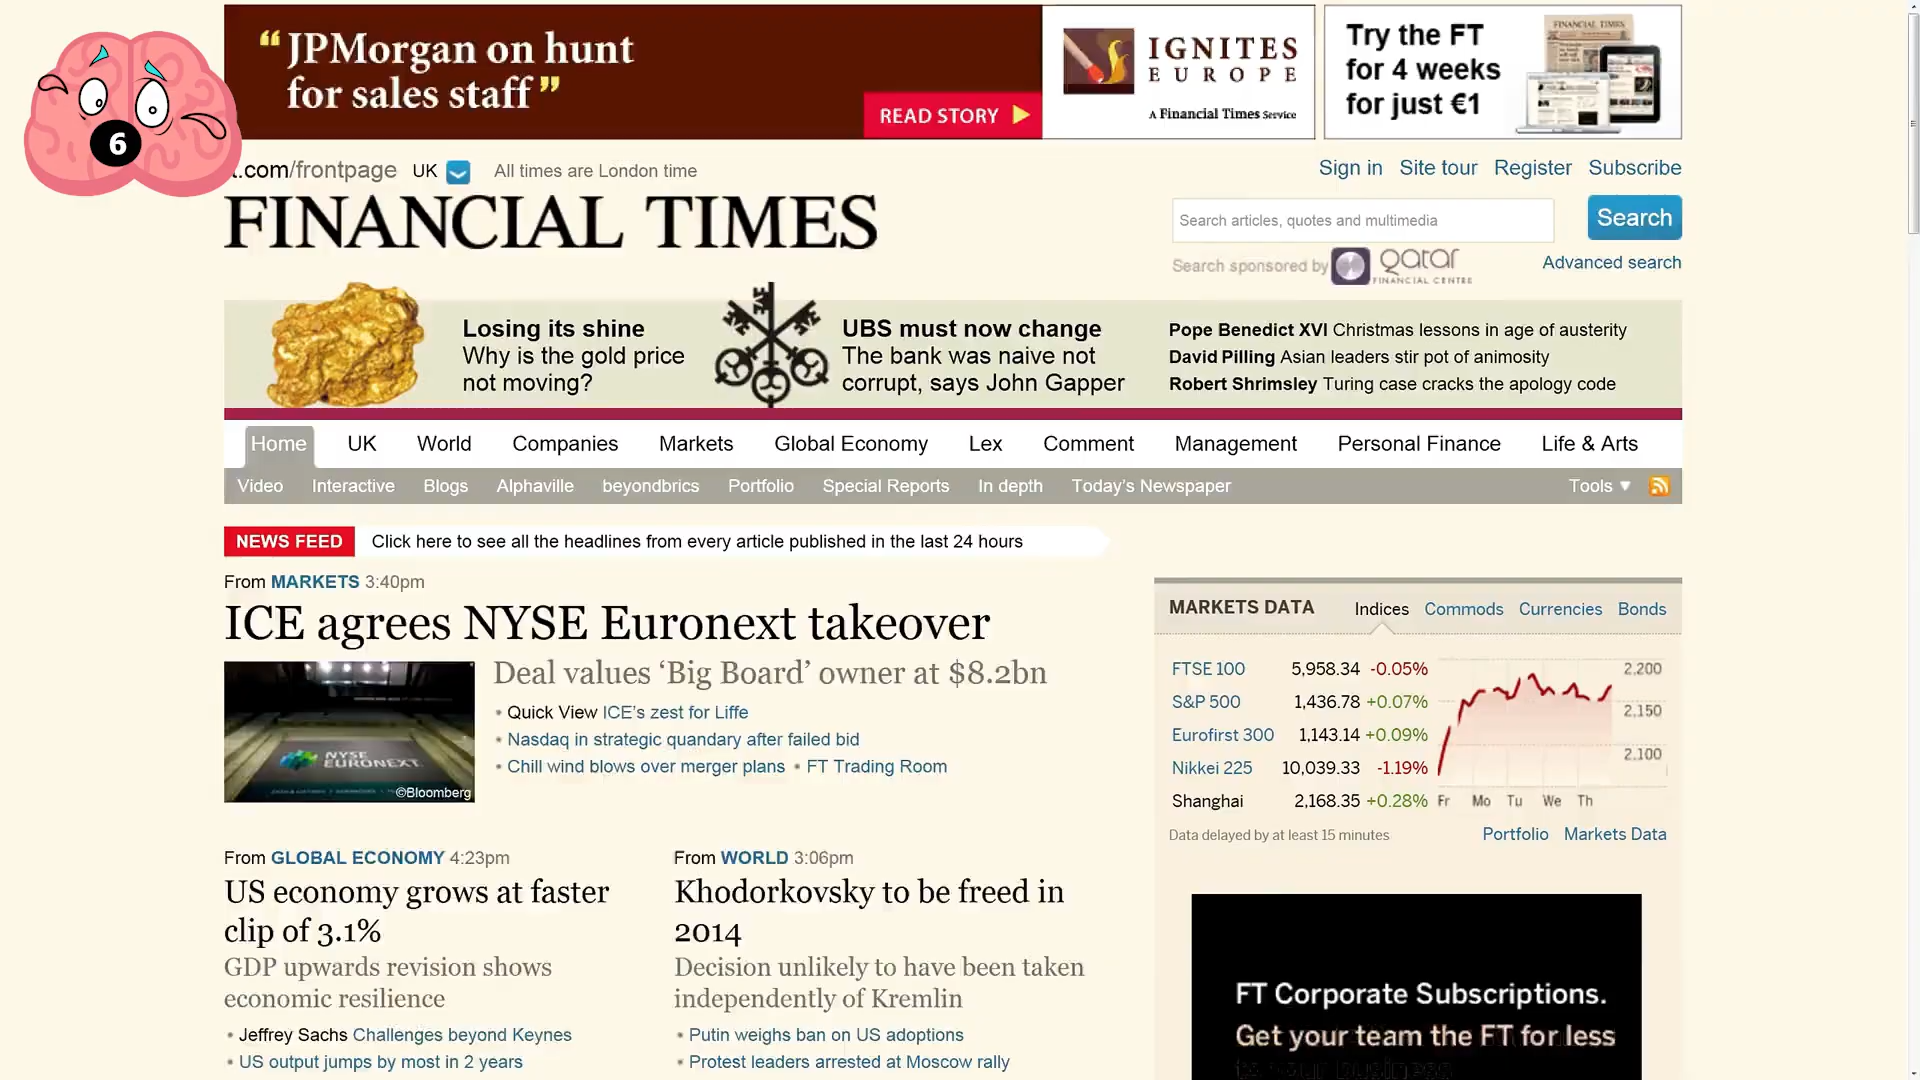 “JPMorgan on hunt
for sales staff”
READ STORY
IGNITES
EUROPE
A Financial Times Service
Try the FT
for 4 weeks
for just €1
FINANCIAL TIMES
6
.com/frontpage UK All times are London time
Sign in Site tour Register Subscribe
FINANCIAL TIMES
Search articles, quotes and multimedia
Search
Search sponsored by Qatar
FINANCIAL CENTRE
Advanced search
Losing its shine
Why is the gold price
not moving?
UBS must now change
The bank was naive not
corrupt, says John Gapper
Pope Benedict XVI Christmas lessons in age of austerity
David Pilling Asian leaders stir pot of animosity
Robert Shrimsley Turing case cracks the apology code
Home UK World Companies Markets Global Economy Lex Comment Management Personal Finance Life & Arts
Video Interactive Blogs Alphaville beyondbrics Portfolio Special Reports In depth Today's Newspaper Tools
NEWS FEED Click here to see all the headlines from every article published in the last 24 hours
From MARKETS 3:40pm
ICE agrees NYSE Euronext takeover
NYSE
EURONEXT
©Bloomberg
Deal values ‘Big Board’ owner at $8.2bn
• Quick View ICE's zest for Liffe
• Nasdaq in strategic quandary after failed bid
• Chill wind blows over merger plans • FT Trading Room
MARKETS DATA Indices Commods Currencies Bonds
FTSE 100 5,958.34 -0.05%
S&P 500 1,436.78 +0.07%
Eurofirst 300 1,143.14 +0.09%
Nikkei 225 10,039.33 -1.19%
Shanghai 2,168.35 +0.28%
2,200
2,150
2,100
Fr Mo Tu We Th
Data delayed by at least 15 minutes
Portfolio Markets Data
From GLOBAL ECONOMY 4:23pm
US economy grows at faster
clip of 3.1%
GDP upwards revision shows
economic resilience
• Jeffrey Sachs Challenges beyond Keynes
• US output jumps by most in 2 years
From WORLD 3:06pm
Khodorkovsky to be freed in
2014
Decision unlikely to have been taken
independently of Kremlin
• Putin weighs ban on US adoptions
• Protest leaders arrested at Moscow rally
FT Corporate Subscriptions.
Get your team the FT for less